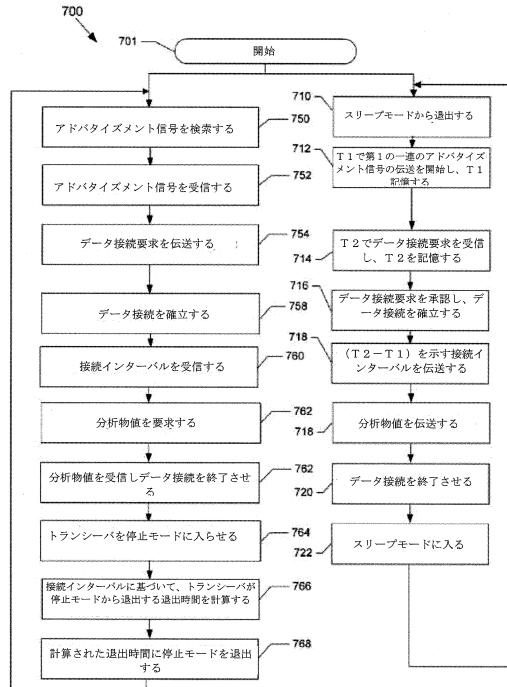 700
701
開始
アドバタイズメント信号を検索する
750
アドバタイズメント信号を受信する
752
データ接続要求を伝送する
754
データ接続を確立する
758
接続インターバルを受信する
760
分析物値を要求する
762
分析物値を受信しデータ接続を終了させ
る
762
トランシーバを停止モードに入らせる
764
接続インターバルに基づいて、トランシーバが
停止モードから退出する退出時間を計算する
766
計算された退出時間に停止モードを退出
する
768
710
スリープモードから退出する
712
T1で第1の一連のアドバタイズ
メント信号の伝送を開始し、T1
記憶する
714
T2でデータ接続要求を受信
し、T2を記憶する
716
データ接続要求を承認し、デー
タ接続を確立する
718
(T2-T1)を示す接続イ
ンターバルを伝送する
718
分析物値を伝送する
720
データ接続を終了させる
722
スリープモードに入る